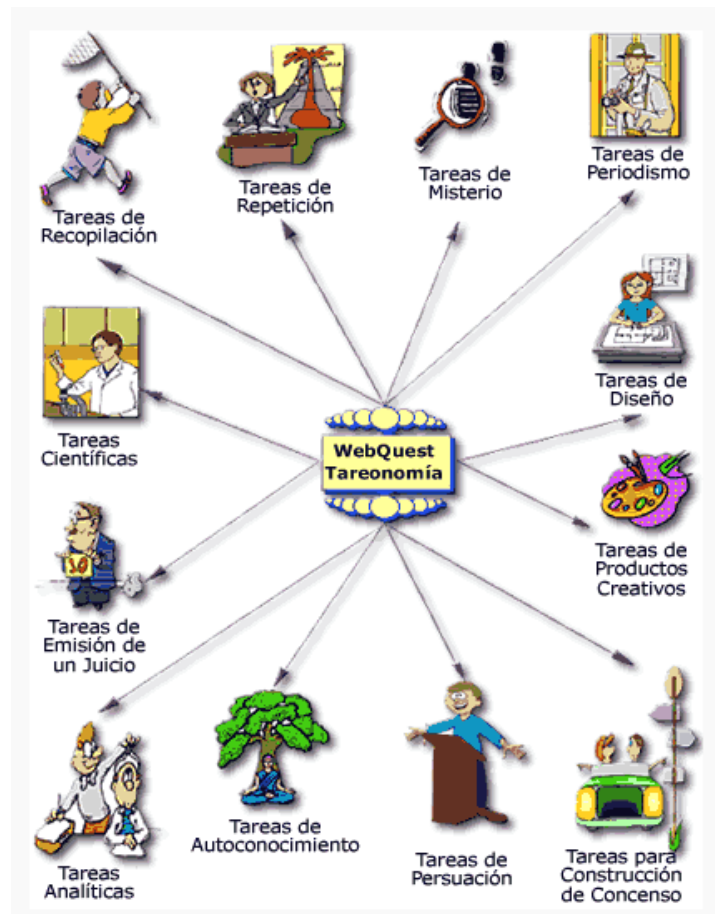 Tareas de
Recopilación
Tareas de
Repetición
Tareas de
Misterio
Tareas de
Periodismo
Tareas
Científicas
WebQuest
Tareonomía
Tareas de
Diseño
Tareas de
Productos
Creativos
10
Tareas de
Emisión de
un Juicio
Tareas
Analíticas
Tareas de
Autoconocimiento
Tareas de
Persuación
Tareas para
Construcción
de Concenso